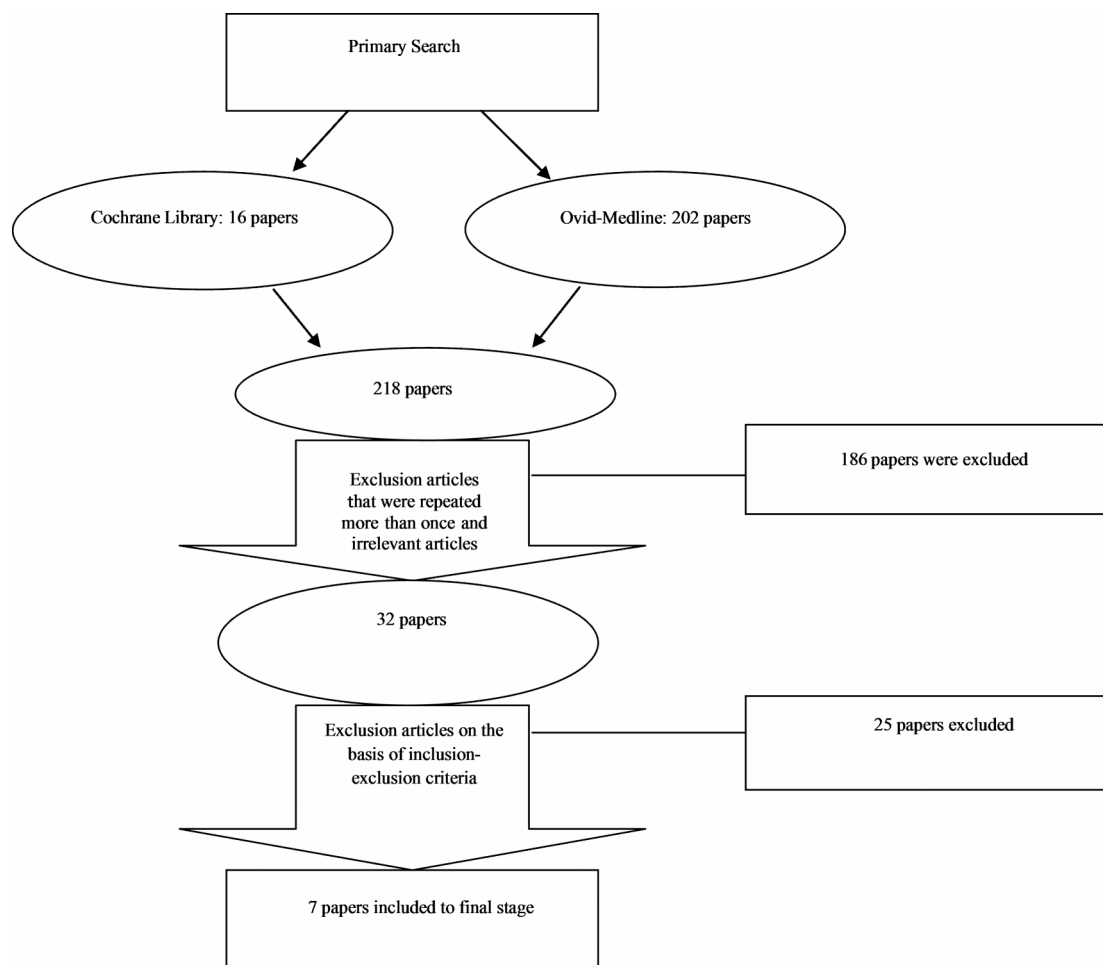 Primary Search
Cochrane Library: 16 papers
Ovid-Medline: 202 papers
218 papers
186 papers were excluded
Exclusion articles
that were repeated
more than once and
irrelevant articles
32 papers
25 papers excluded
Exclusion articles on the
basis of inclusion-
exclusion criteria
7 papers included to final stage